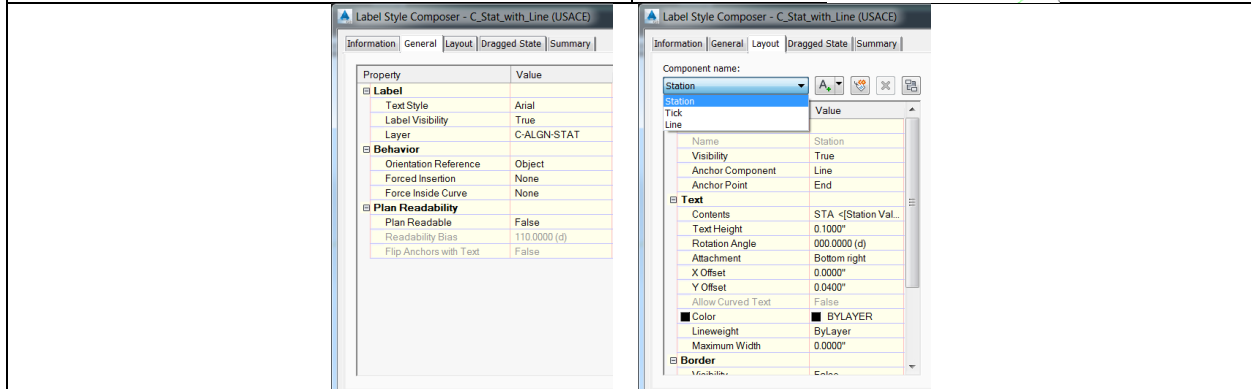 Label Style Composer - C_Stat_with_Line (USACE)
Information General Layout Dragged State Summary
Property Value
Label
Text Style Arial
Label Visibility True
Layer C-ALGN-STAT
Behavior
Orientation Reference Object
Forced Insertion None
Force Inside Curve None
Plan Readability
Plan Readable False
Readability Bias 110.0000 (d)
Flip Anchors with Text False
Label Style Composer - C_Stat_with_Line (USACE)
Information General Layout Dragged State Summary
Component name:
Station
Station
Tick
Line
Value
Name Station
Visibility True
Anchor Component Line
Anchor Point End
Text
Contents STA <[Station Val...
Text Height 0.1000"
Rotation Angle 000.0000 (d)
Attachment Bottom right
X Offset 0.0000"
Y Offset 0.0400"
Allow Curved Text False
Color BYLAYER
Lineweight ByLayer
Maximum Width 0.0000"
Border
Visibility False